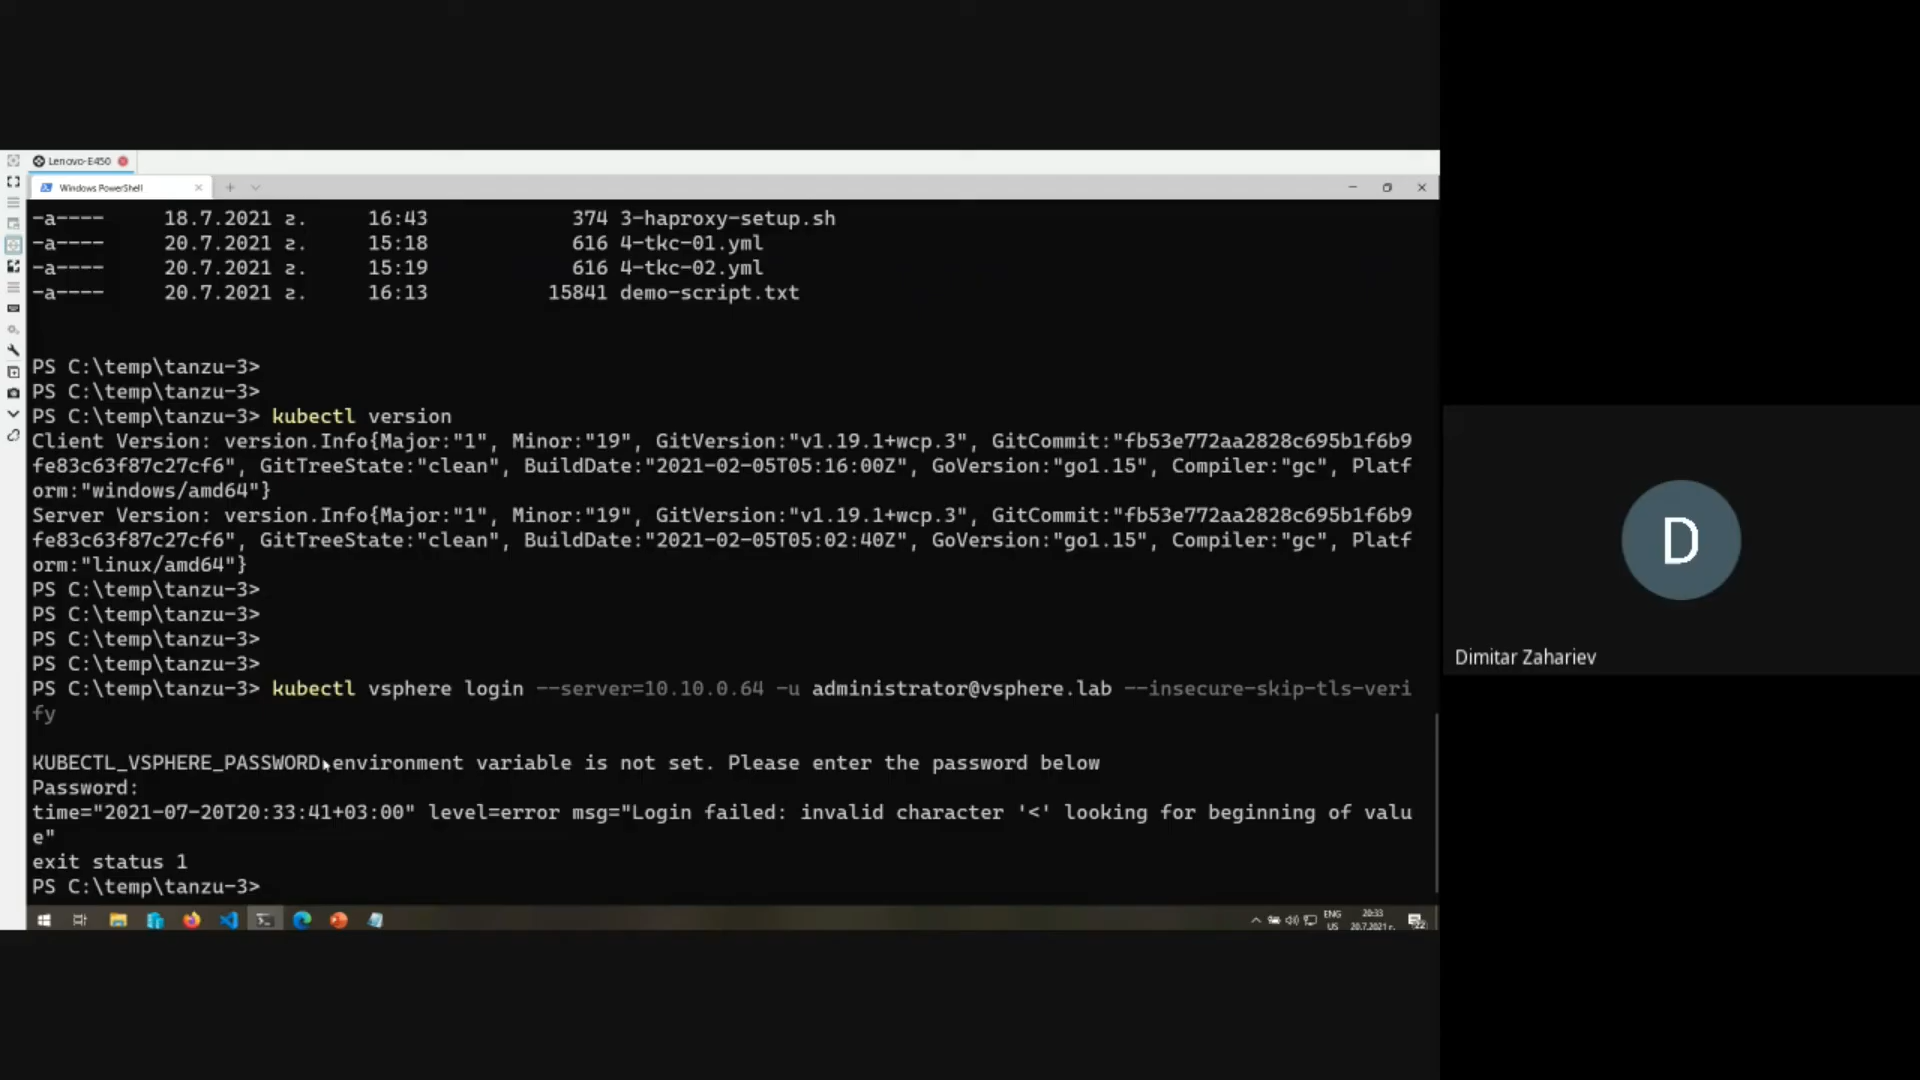 Lenovo-E450
Windows PowerShell
-a---- 18.7.2021 г. 16:43 374 3-haproxy-setup.sh
-a---- 20.7.2021 г. 15:18 616 4-tkc-01.yml
-a---- 20.7.2021 г. 15:19 616 4-tkc-02.yml
-a---- 20.7.2021 г. 16:13 15841 demo-script.txt
PS C:\temp\tanzu-3>
PS C:\temp\tanzu-3>
PS C:\temp\tanzu-3> kubectl version
Client Version: version.Info{Major:"1", Minor:"19", GitVersion:"v1.19.1+wcp.3", GitCommit:"fb53e772aa2828c695b1f6b9
fe83c63f87c27cf6", GitTreeState:"clean", BuildDate:"2021-02-05T05:16:00Z", GoVersion:"go1.15", Compiler:"gc", Platf
orm:"windows/amd64"}
Server Version: version.Info{Major:"1", Minor:"19", GitVersion:"v1.19.1+wcp.3", GitCommit:"fb53e772aa2828c695b1f6b9
fe83c63f87c27cf6", GitTreeState:"clean", BuildDate:"2021-02-05T05:02:40Z", GoVersion:"go1.15", Compiler:"gc", Platf
orm:"linux/amd64"}
PS C:\temp\tanzu-3>
PS C:\temp\tanzu-3>
PS C:\temp\tanzu-3>
PS C:\temp\tanzu-3>
PS C:\temp\tanzu-3> kubectl vsphere login --server=10.10.0.64 -u administrator@vsphere.lab --insecure-skip-tls-veri
fy
KUBECTL_VSPHERE_PASSWORD environment variable is not set. Please enter the password below
Password:
time="2021-07-20T20:33:41+03:00" level=error msg="Login failed: invalid character '<' looking for beginning of valu
e"
exit status 1
PS C:\temp\tanzu-3>
ENG
US
20:33
20.7.2021 г.
22
D
Dimitar Zahariev